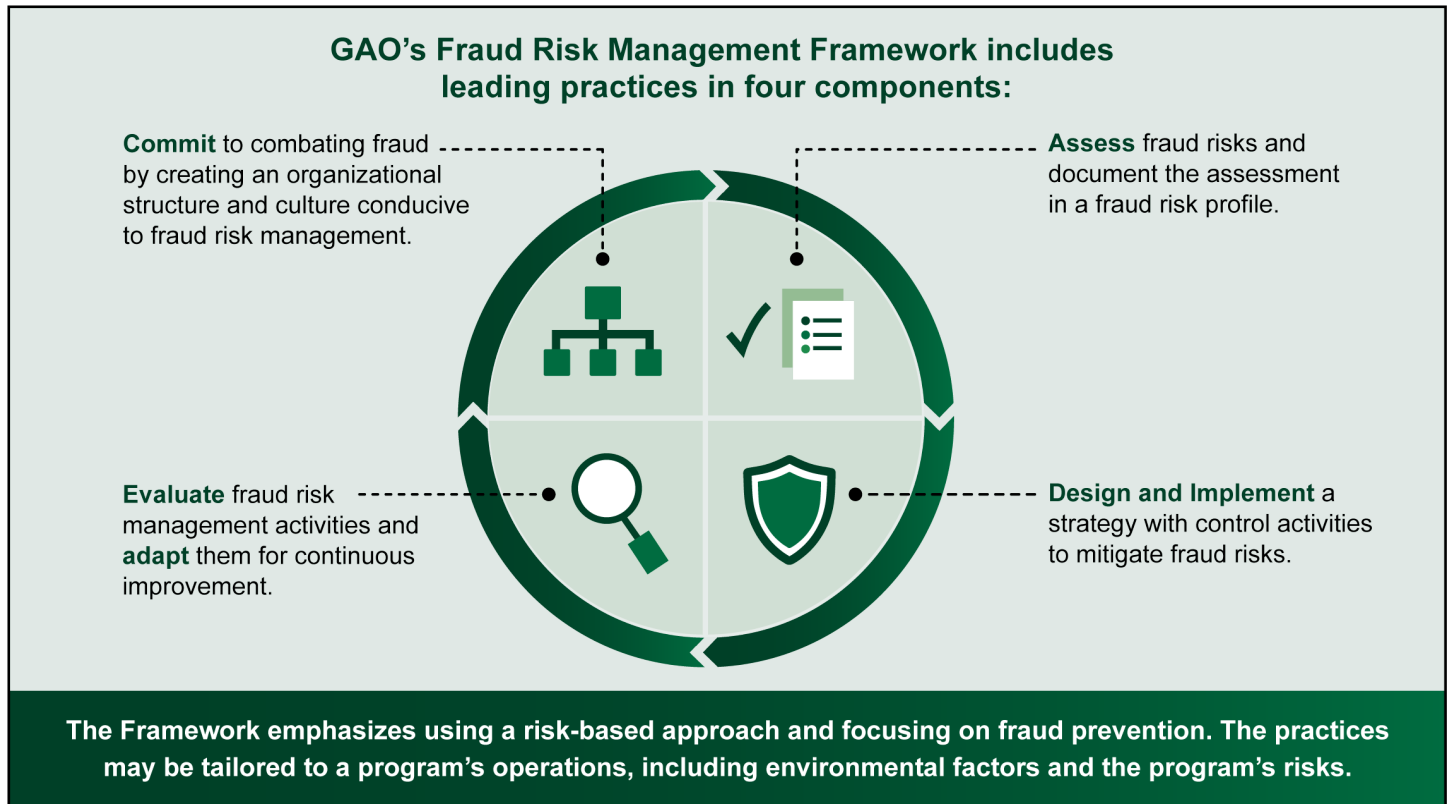 GAO’s Fraud Risk Management Framework includes
leading practices in four components:
Commit to combating fraud
by creating an organizational
structure and culture conducive
to fraud risk management.
Assess fraud risks and
document the assessment
in a fraud risk profile.
Evaluate fraud risk
management activities and
adapt them for continuous
improvement.
Design and Implement a
strategy with control activities
to mitigate fraud risks.
The Framework emphasizes using a risk-based approach and focusing on fraud prevention. The practices
may be tailored to a program’s operations, including environmental factors and the program’s risks.